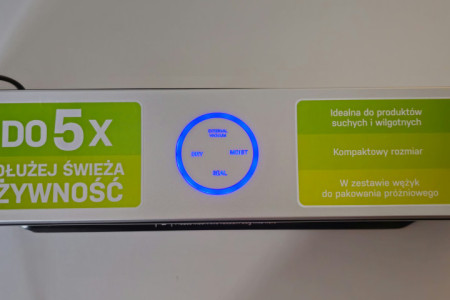 DO 5 X
DŁUŻEJ ŚWIEŻA
ŻYWNOŚĆ
EXTERNAL
VACUUM
DRY
MOIST
SEAL
Idealna do produktów
suchych i wilgotnych
Kompaktowy rozmiar
W zestawie wężyk
do pakowania próżniowego